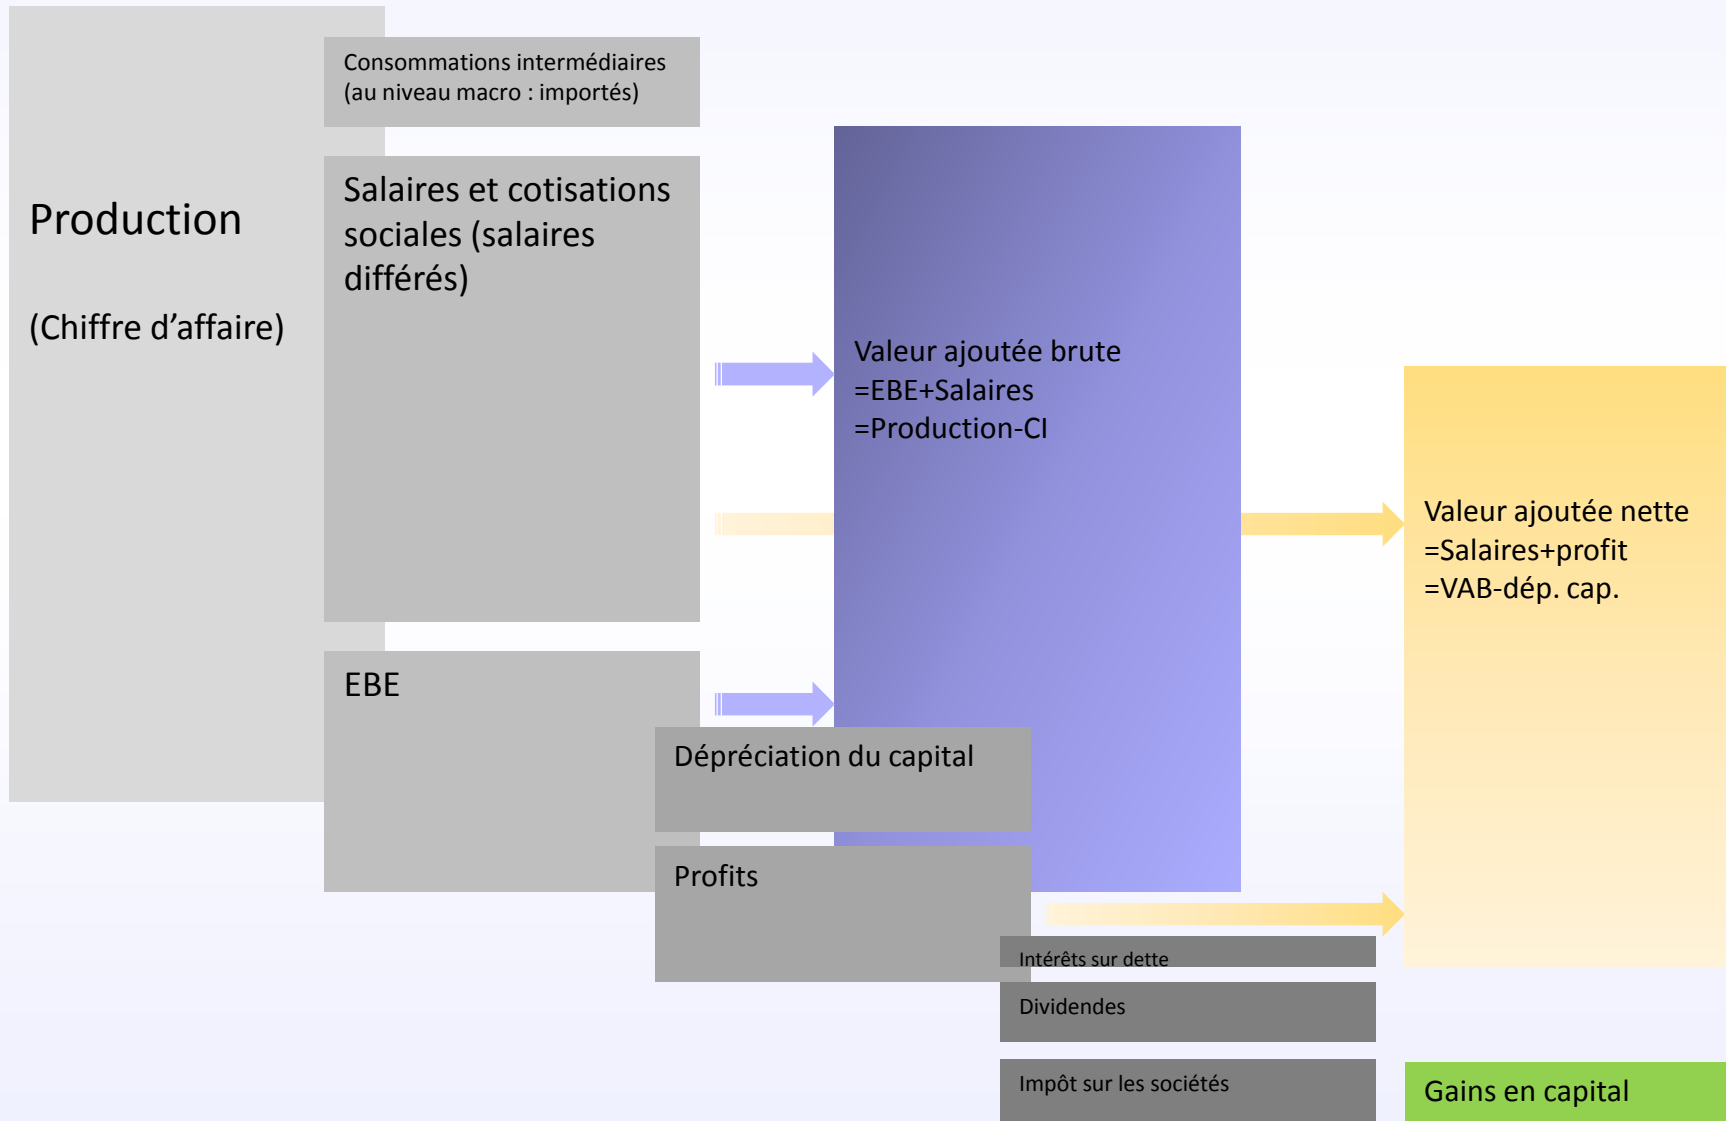 Production
(Chiffre d’affaire)
Consommations intermédiaires
(au niveau macro : importés)
Salaires et cotisations
sociales (salaires
différés)
EBE
Dépréciation du capital
Profits
Intérêts sur dette
Dividendes
Impôt sur les sociétés
Valeur ajoutée brute
=EBE+Salaires
=Production-CI
Valeur ajoutée nette
=Salaires+profit
=VAB-dép. cap.
Gains en capital